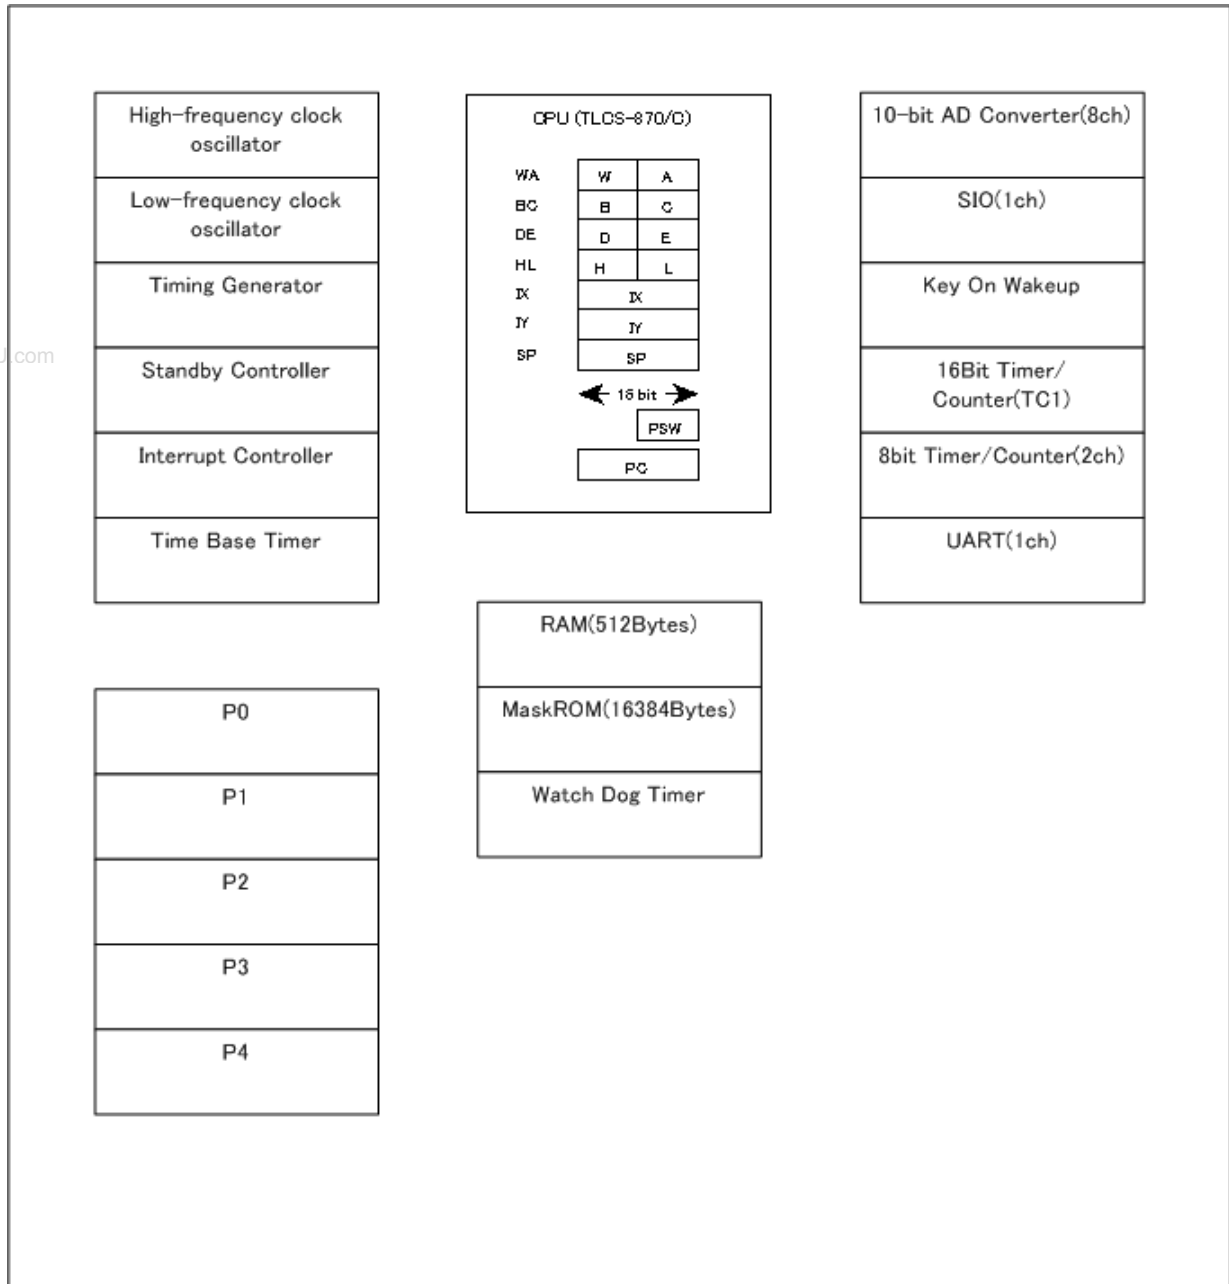 High-frequency clock
oscillator
Low-frequency clock
oscillator
Timing Generator
Standby Controller
Interrupt Controller
Time Base Timer
CPU (TLCS-870/C)
WA W A
BC B C
DE D E
HL H L
IX IX
IY IY
SP SP
16 bit
PSW
PC
10-bit AD Converter(8ch)
SIO(1ch)
Key On Wakeup
16Bit Timer/
Counter(TC1)
8bit Timer/Counter(2ch)
UART(1ch)
RAM(512Bytes)
MaskROM(16384Bytes)
Watch Dog Timer
P0
P1
P2
P3
P4
.com